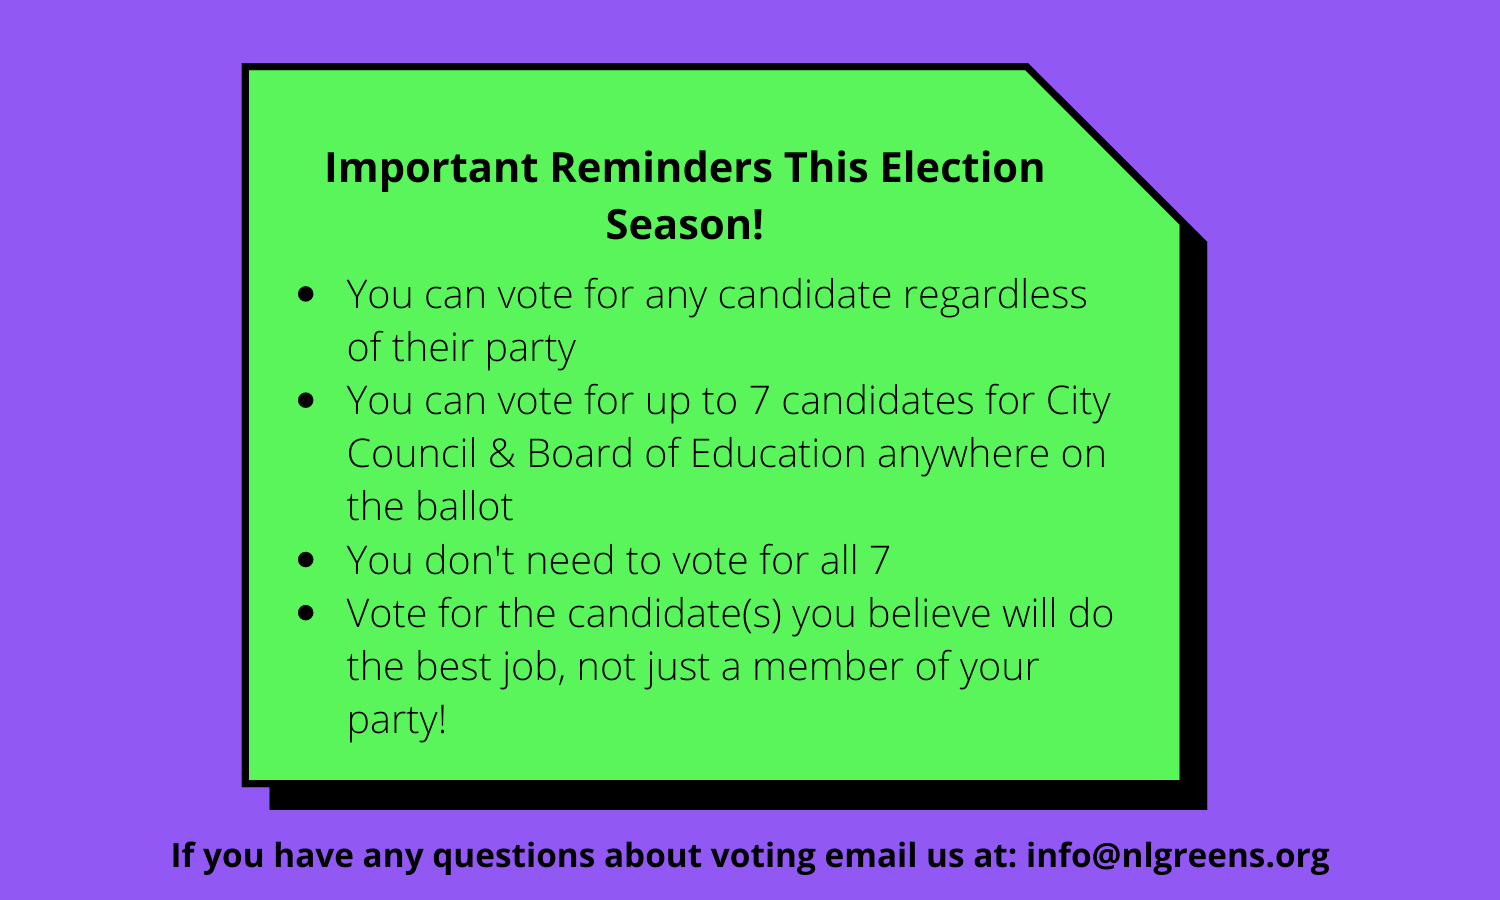 Important Reminders This Election
Season!
• You can vote for any candidate regardless
of their party
• You can vote for up to 7 candidates for City
Council & Board of Education anywhere on
the ballot
• You don't need to vote for all 7
• Vote for the candidate(s) you believe will do
the best job, not just a member of your
party!
If you have any questions about voting email us at: info@nlgreens.org